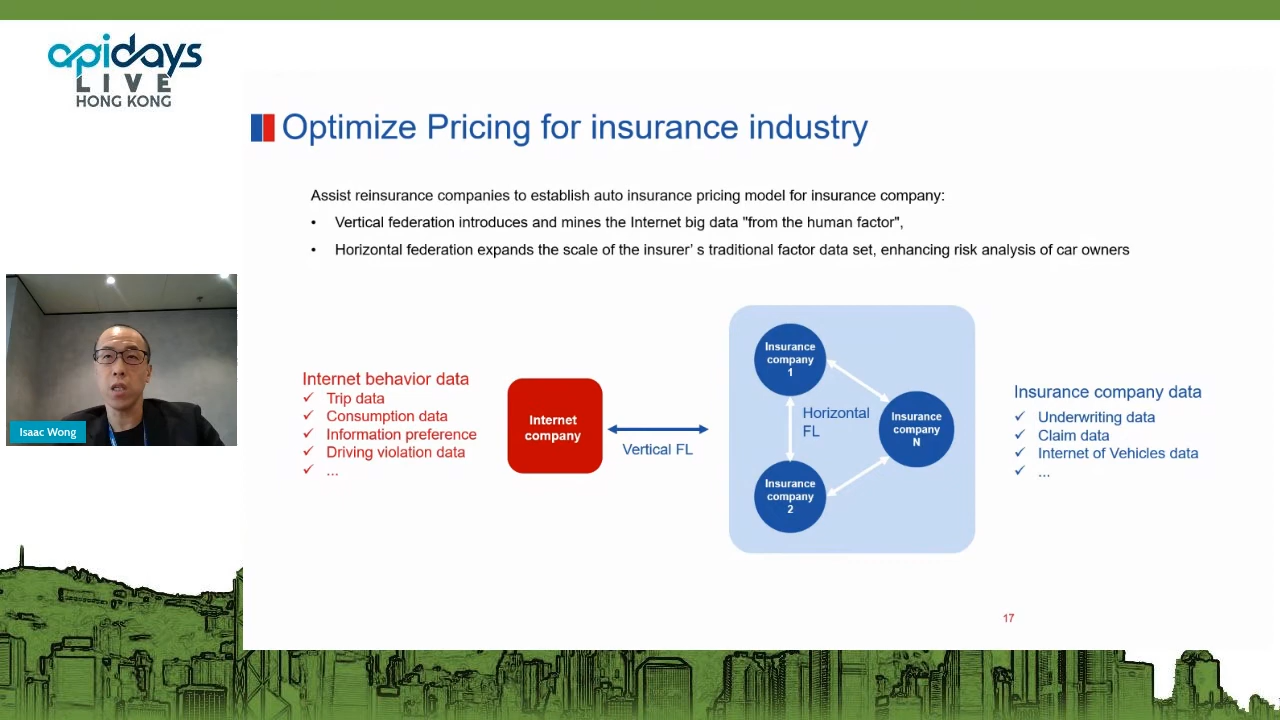 apidays
LIVE
HONG KONG
Optimize Pricing for insurance industry
Assist reinsurance companies to establish auto insurance pricing model for insurance company:
• Vertical federation introduces and mines the Internet big data "from the human factor",
• Horizontal federation expands the scale of the insurer’ s traditional factor data set, enhancing risk analysis of car owners
Isaac Wong
Internet behavior data
✓ Trip data
✓ Consumption data
✓ Information preference
✓ Driving violation data
✓ ...
Internet
company
Vertical FL
Insurance
company
1
Horizontal
FL
Insurance
company
N
Insurance
company
2
Insurance company data
✓ Underwriting data
✓ Claim data
✓ Internet of Vehicles data
✓ ...
17